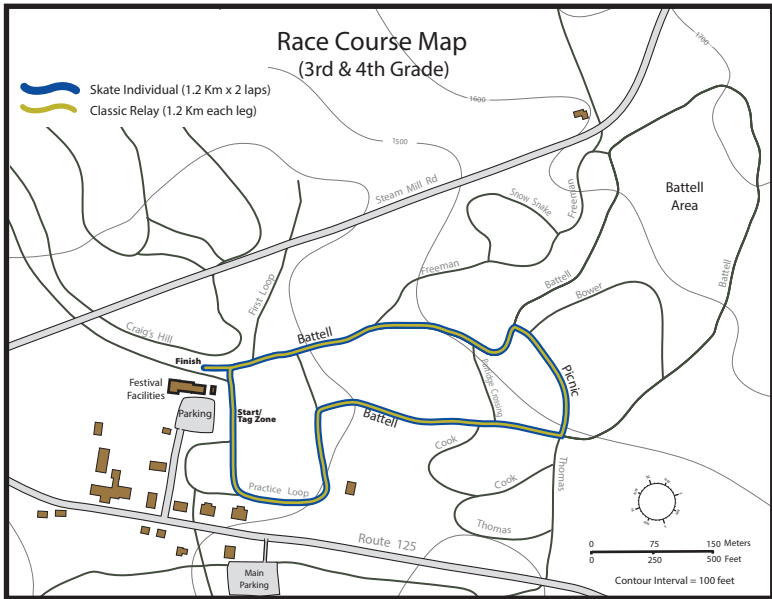 Race Course Map
(3rd & 4th Grade)
Skate Individual (1.2 Km x 2 laps)
Classic Relay (1.2 Km each leg)
1700
1600
1500
Steam Mill Rd
Snow Snake
Freeman
Battell
Area
Freeman
Battell
Battell
Bower
First Loop
Craig's Hill
Battell
Finish
Picnic
Porridge Crossing
Festival
Facilities
Parking
Start/
Tag Zone
Battell
Cook
Practice Loop
Cook
Thomas
Thomas
Route 125
Main
Parking
0 75 150 Meters
0 250 500 Feet
Contour Interval = 100 feet